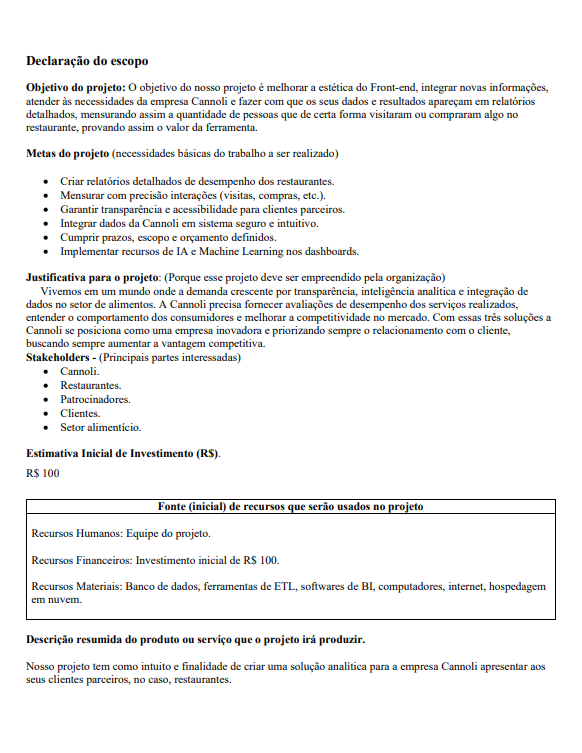 Declaração do escopo
Objetivo do projeto: O objetivo do nosso projeto é melhorar a estética do Front-end, integrar novas informações,
atender às necessidades da empresa Cannoli e fazer com que os seus dados e resultados apareçam em relatórios
detalhados, mensurando assim a quantidade de pessoas que de certa forma visitaram ou compraram algo no
restaurante, provando assim o valor da ferramenta.
Metas do projeto (necessidades básicas do trabalho a ser realizado)
• Criar relatórios detalhados de desempenho dos restaurantes.
• Mensurar com precisão interações (visitas, compras, etc.).
• Garantir transparência e acessibilidade para clientes parceiros.
• Integrar dados da Cannoli em sistema seguro e intuitivo.
• Cumprir prazos, escopo e orçamento definidos.
• Implementar recursos de IA e Machine Learning nos dashboards.
Justificativa para o projeto: (Porque esse projeto deve ser empreendido pela organização)
Vivemos em um mundo onde a demanda crescente por transparência, inteligência analítica e integração de
dados no setor de alimentos. A Cannoli precisa fornecer avaliações de desempenho dos serviços realizados,
entender o comportamento dos consumidores e melhorar a competitividade no mercado. Com essas três soluções a
Cannoli se posiciona como uma empresa inovadora e priorizando sempre o relacionamento com o cliente,
buscando sempre aumentar a vantagem competitiva.
Stakeholders - (Principais partes interessadas)
• Cannoli.
• Restaurantes.
• Patrocinadores.
• Clientes.
• Setor alimentício.
Estimativa Inicial de Investimento (R$).
R$ 100
Fonte (inicial) de recursos que serão usados no projeto
Recursos Humanos: Equipe do projeto.
Recursos Financeiros: Investimento inicial de R$ 100.
Recursos Materiais: Banco de dados, ferramentas de ETL, softwares de BI, computadores, internet, hospedagem
em nuvem.
Descrição resumida do produto ou serviço que o projeto irá produzir.
Nosso projeto tem como intuito e finalidade de criar uma solução analítica para a empresa Cannoli apresentar aos
seus clientes parceiros, no caso, restaurantes.